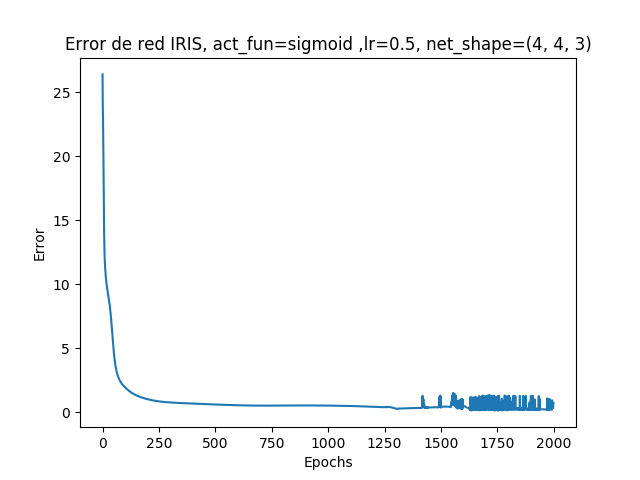 Error de red IRIS, act_fun=sigmoid ,lr=0.5, net_shape=(4, 4, 3)
25
20
15
10
5
0
Error
0 250 500 750 1000 1250 1500 1750 2000
Epochs